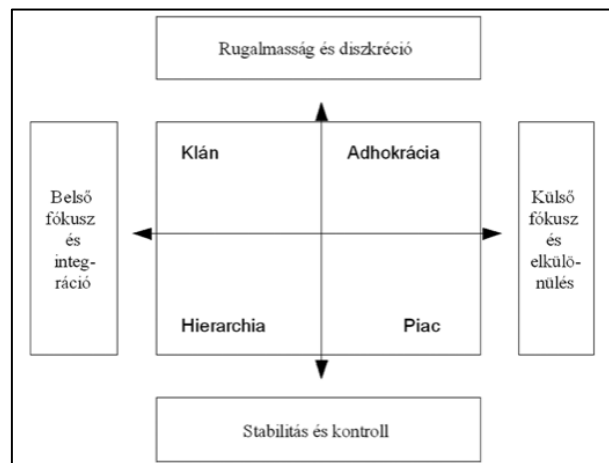 Rugalmasság és diszkréció
Klán
Adhokrácia
Belső
fókusz
és
integ-
ráció
Külső
fókusz
és
elkülö-
nülés
Hierarchia
Piac
Stabilitás és kontroll